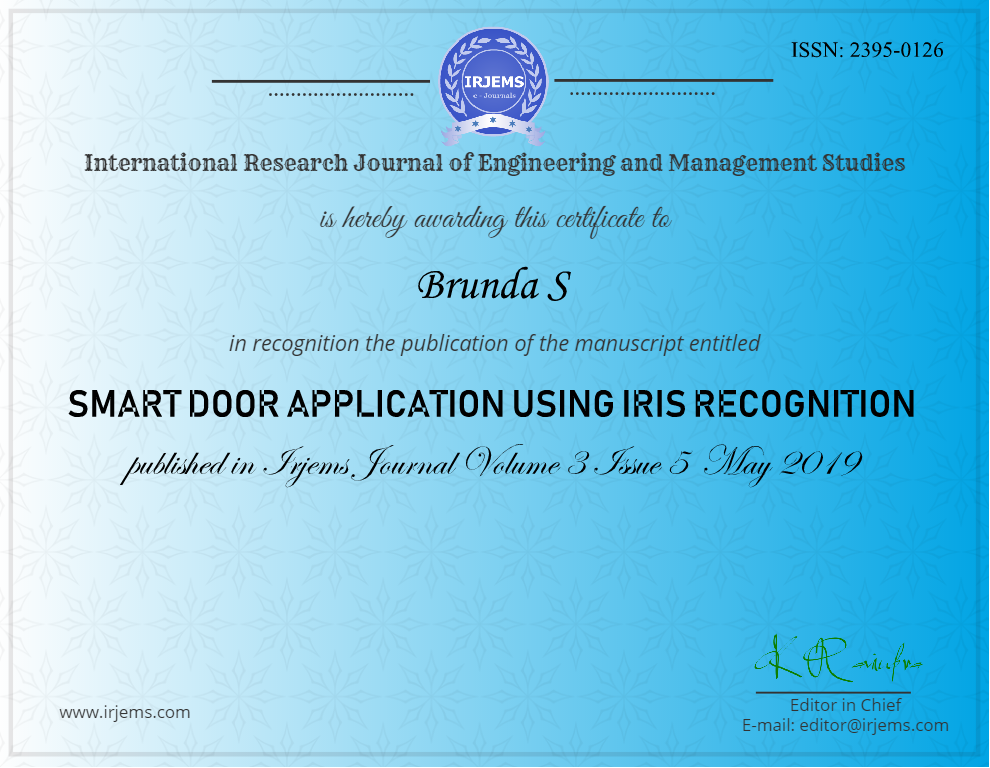 ISSN: 2395-0126
IRJEMS
e - Journals
International Research Journal of Engineering and Management Studies
is hereby awarding this certificate to
Brunda S
in recognition the publication of the manuscript entitled
SMART DOOR APPLICATION USING IRIS RECOGNITION
published in Irjems Journal Volume 3 Issue 5 May 2019
www.irjems.com
Editor in Chief
E-mail: editor@irjems.com